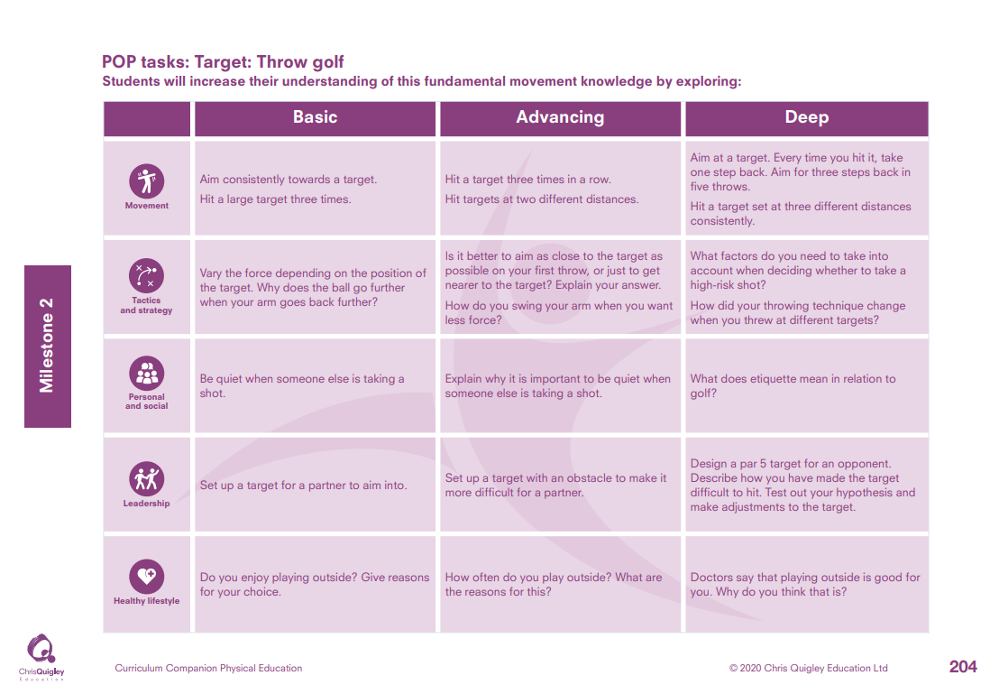 POP tasks: Target: Throw golf
Students will increase their understanding of this fundamental movement knowledge by exploring:
Basic
Advancing
Deep
Movement
Aim consistently towards a target.
Hit a large target three times.
Hit a target three times in a row.
Hit targets at two different distances.
Aim at a target. Every time you hit it, take
one step back. Aim for three steps back in
five throws.
Hit a target set at three different distances
consistently.
Tactics
and strategy
Vary the force depending on the position of
the target. Why does the ball go further
when your arm goes back further?
Is it better to aim as close to the target as
possible on your first throw, or just to get
nearer to the target? Explain your answer.
How do you swing your arm when you want
less force?
What factors do you need to take into
account when deciding whether to take a
high-risk shot?
How did your throwing technique change
when you threw at different targets?
Milestone 2
Personal
and social
Be quiet when someone else is taking a
shot.
Explain why it is important to be quiet when
someone else is taking a shot.
What does etiquette mean in relation to
golf?
Leadership
Set up a target for a partner to aim into.
Set up a target with an obstacle to make it
more difficult for a partner.
Design a par 5 target for an opponent.
Describe how you have made the target
difficult to hit. Test out your hypothesis and
make adjustments to the target.
Healthy lifestyle
Do you enjoy playing outside? Give reasons
for your choice.
How often do you play outside? What are
the reasons for this?
Doctors say that playing outside is good for
you. Why do you think that is?
ChrisQuigley
Education
Curriculum Companion Physical Education
© 2020 Chris Quigley Education Ltd
204